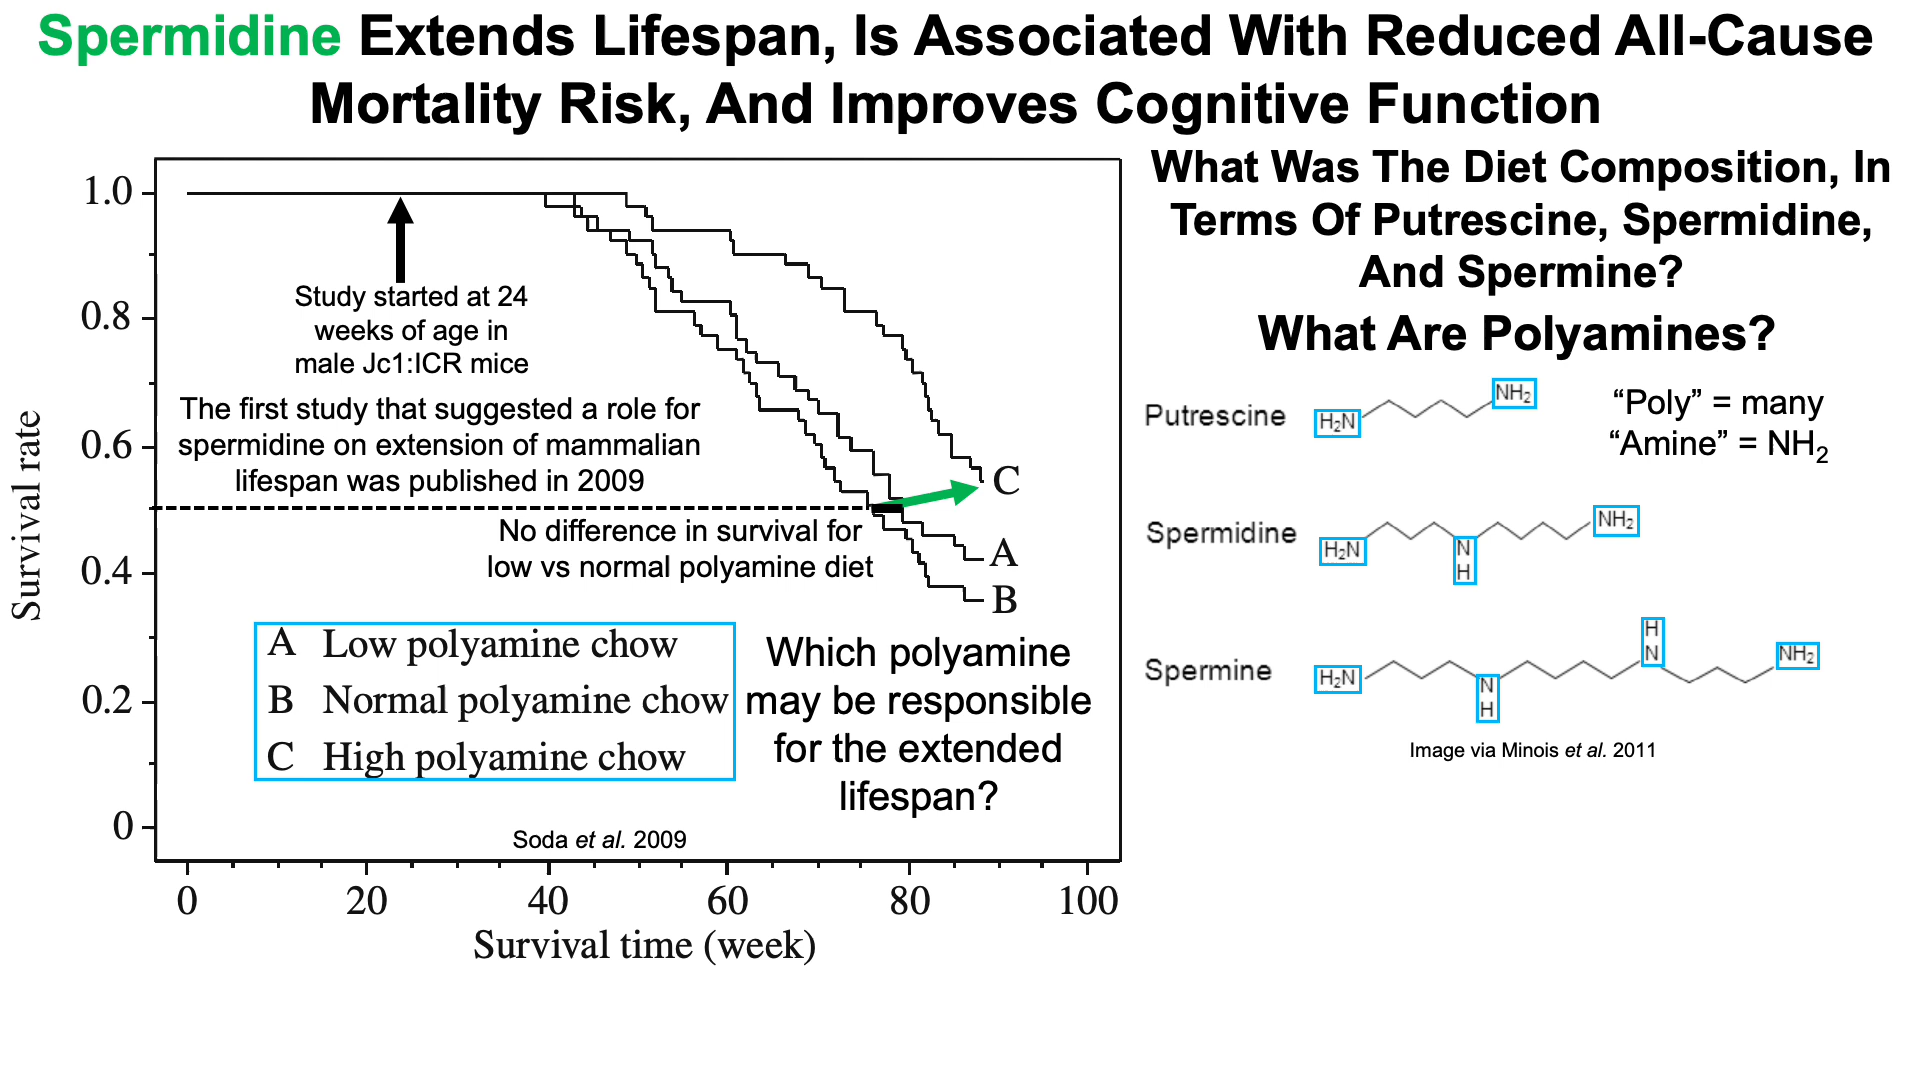 Spermidine Extends Lifespan, Is Associated With Reduced All-Cause
Mortality Risk, And Improves Cognitive Function
1.0
0.8
0.6
0.4
0.2
0
Survival rate
Study started at 24
weeks of age in
male Jc1:ICR mice
The first study that suggested a role for
spermidine on extension of mammalian
lifespan was published in 2009
No difference in survival for
low vs normal polyamine diet
C
A
B
A Low polyamine chow
B Normal polyamine chow
C High polyamine chow
Which polyamine
may be responsible
for the extended
lifespan?
Soda et al. 2009
0 20 40 60 80 100
Survival time (week)
What Was The Diet Composition, In
Terms Of Putrescine, Spermidine,
And Spermine?
What Are Polyamines?
Putrescine
H₂N
NH₂
“Poly” = many
“Amine” = NH₂
Spermidine
H₂N
N
H
NH₂
Spermine
H₂N
N
H
H
N
NH₂
Image via Minois et al. 2011